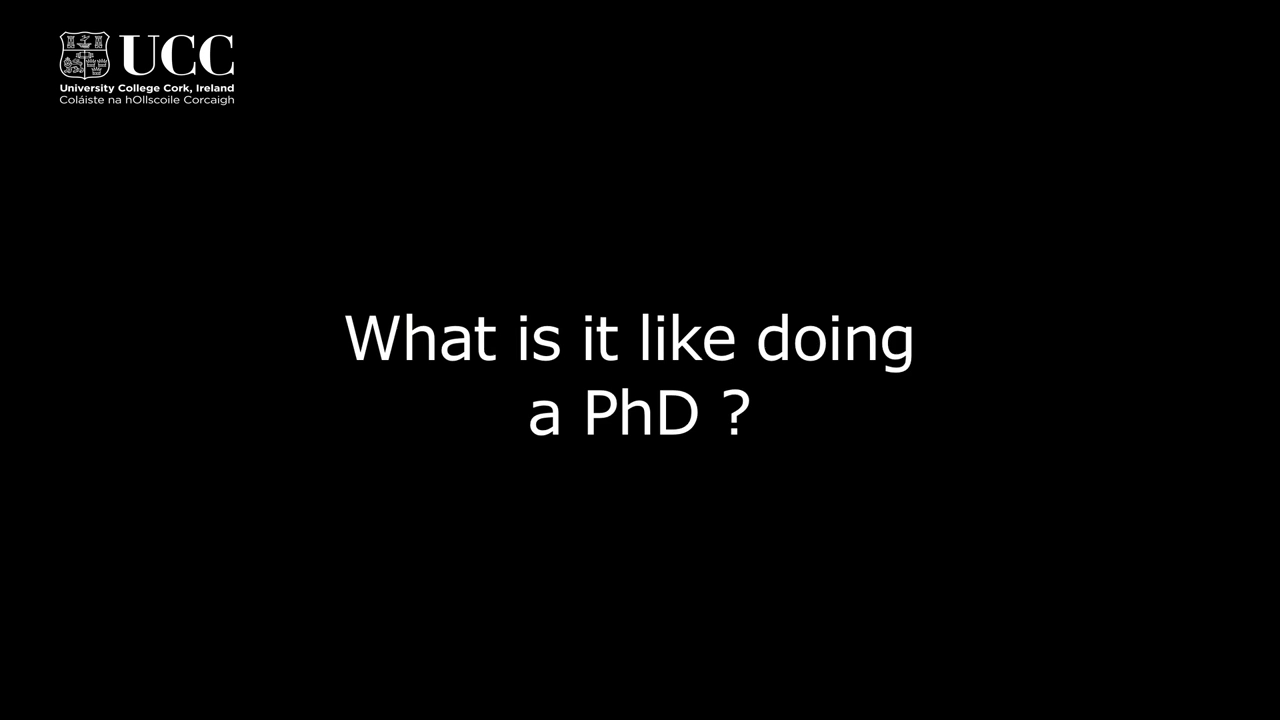 UCC
University College Cork, Ireland
Coláiste na hOllscoile Corcaigh
What is it like doing
a PhD ?